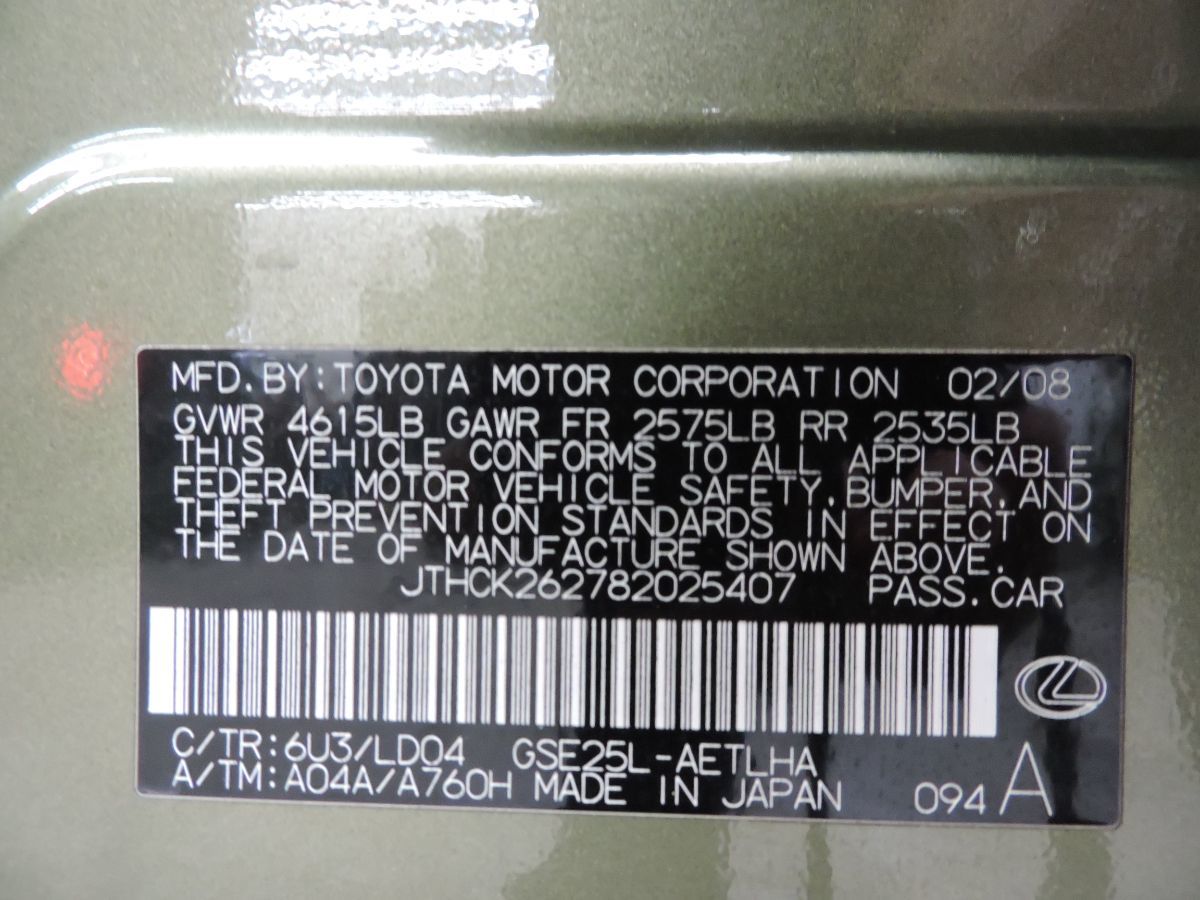 MFD. BY: TOYOTA MOTOR CORPORATION 02/08
GVWR 4615LB GAWR FR 2575LB RR 2535LB
THIS VEHICLE CONFORMS TO ALL APPLICABLE
FEDERAL MOTOR VEHICLE SAFETY, BUMPER, AND
THEFT PREVENTION STANDARDS IN EFFECT ON
THE DATE OF MANUFACTURE SHOWN ABOVE.
JTHCK262782025407 PASS. CAR
C/TR: 6U3/LD04 GSE25L-AETLHA
A/TM: A04A/A760H MADE IN JAPAN 094 A